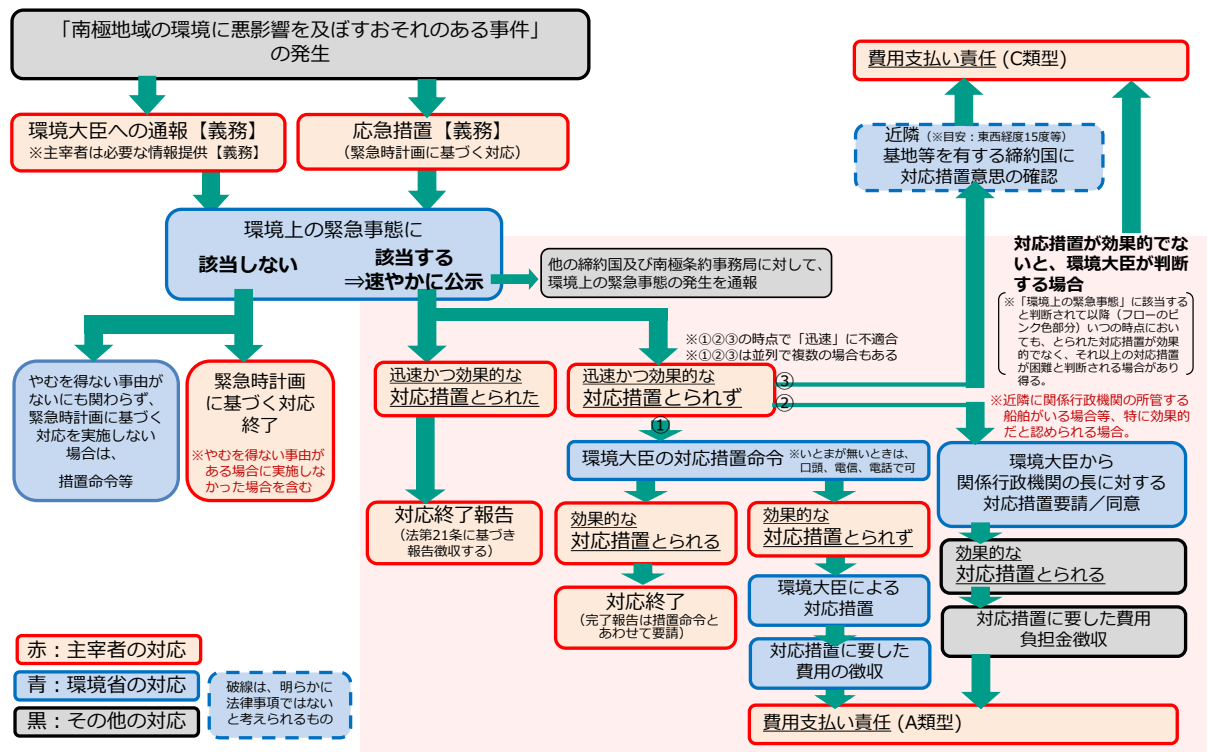 「南極地域の環境に悪影響を及ぼすおそれのある事件」
の発生
環境大臣への通報【義務】
※主宰者は必要な情報提供【義務】
応急措置【義務】
（緊急時計画に基づく対応）
費用支払い責任 (C類型)
近隣（※目安：東西経度15度等）
基地等を有する締約国に
対応措置意思の確認
環境上の緊急事態に
該当しない
該当する
⇒速やかに公示
他の締約国及び南極条約事務局に対して、
環境上の緊急事態の発生を通報
対応措置が効果的でな
いと、環境大臣が判断
する場合
※「環境上の緊急事態」に該当する
と判断されて以降（フローのピ
ンク色部分）いつの時点におい
ても、とられた対応措置が効果
的でなく、それ以上の対応措置
が困難と判断される場合があり
得る。
※①②③の時点で「迅速」に不適合
※①②③は並列で複数の場合もある
やむを得ない事由が
ないにも関わらず、
緊急時計画に基づく
対応を実施しない
場合は、
措置命令等
緊急時計画
に基づく対応
終了
※やむを得ない事由が
ある場合に実施しな
かった場合を含む
迅速かつ効果的な
対応措置とられた
迅速かつ効果的な
対応措置とられず
③
②
①
※近隣に関係行政機関の所管する
船舶がいる場合等、特に効果的
だと認められる場合。
環境大臣の対応措置命令 ※いとまが無いときは、
口頭、電信、電話で可
環境大臣から
関係行政機関の長に対する
対応措置要請／同意
対応終了報告
（法第21条に基づき
報告徴収する）
効果的な
対応措置とられる
効果的な
対応措置とられず
効果的な
対応措置とられる
対応終了
（完了報告は措置命令と
あわせて要請）
環境大臣による
対応措置
対応措置に要した費用
負担金徴収
対応措置に要した
費用の徴収
費用支払い責任 (A類型)
赤：主宰者の対応
青：環境省の対応
黒：その他の対応
破線は、明らかに
法律事項ではない
と考えられるもの